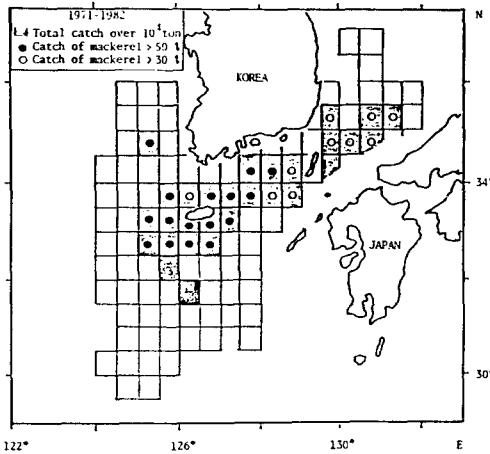 1971-1982
Total catch over 10⁴ ton
● Catch of mackerel > 50 %
○ Catch of mackerel > 30 %
N
KOREA
34°
JAPAN
30°
122°
126°
130°
E